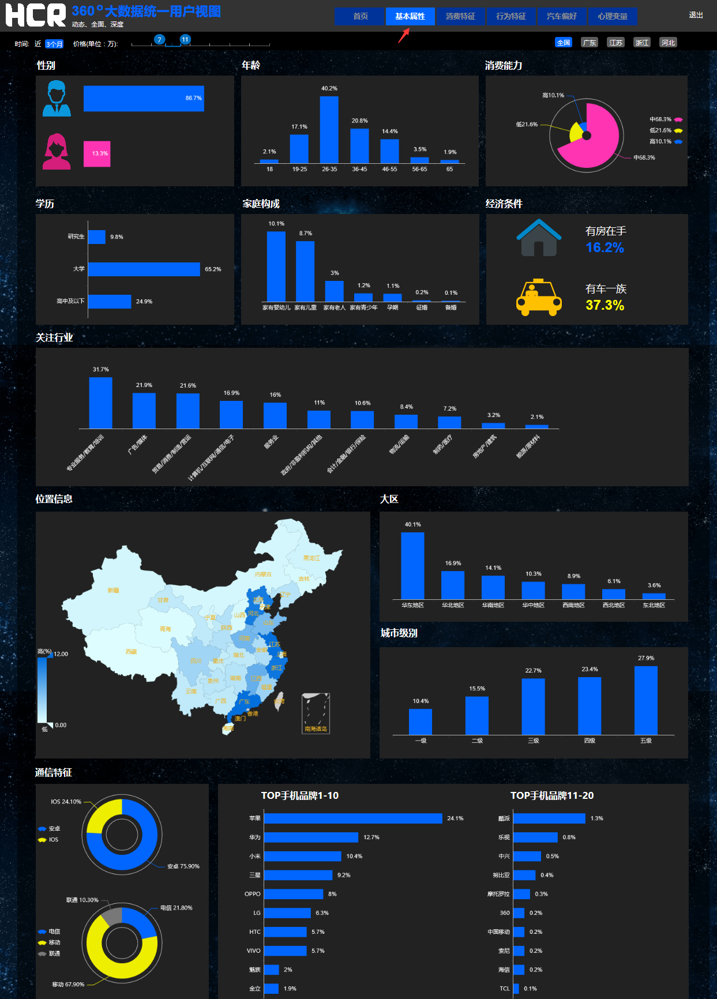 HCR
360°大数据统一用户视图
动态、全面、深度
首页
基本属性
消费特征
行为特征
汽车偏好
心理变量
退出
时间: 近 3个月
价格(单位 : 万):
7
11
全国
广东
江苏
浙江
河北
性别
86.7%
13.3%
年龄
2.1%
17.1%
40.2%
20.8%
14.4%
3.5%
1.9%
18
19-25
26-35
36-45
46-55
56-65
65
消费能力
高10.1%
低21.6%
中68.3%
中68.3%
低21.6%
高10.1%
学历
研究生
9.8%
大学
65.2%
高中及以下
24.9%
家庭构成
10.1%
8.7%
3%
1.2%
1.1%
0.2%
0.1%
家有婴幼儿
家有儿童
家有老人
家有青少年
孕期
征婚
备婚
经济条件
有房在手
16.2%
有车一族
37.3%
关注行业
31.7%
21.9%
21.6%
16.9%
16%
11%
10.6%
8.4%
7.2%
3.2%
2.1%
专业服务/教育/培训
广告/媒体
贸易/消费/制造/营运
计算机/互联网/通信/电子
服务业
政府/非盈利机构/其他
会计/金融/银行/保险
物流/运输
制药/医疗
房地产/建筑
能源/原材料
位置信息
黑龙江
内蒙古
吉林
新疆
辽宁
甘肃
北京
天津
山西
河北
宁夏
山东
青海
陕西
河南
江苏
西藏
安徽
上海
湖北
四川
重庆
浙江
湖南
江西
贵州
福建
云南
广西
广东
台湾
香港
澳门
海南
南海诸岛
高(%)
12.00
0.00
低
大区
40.1%
16.9%
14.1%
10.3%
8.9%
6.1%
3.6%
华东地区
华北地区
华南地区
华中地区
西南地区
西北地区
东北地区
城市级别
10.4%
15.5%
22.7%
23.4%
27.9%
一级
二级
三级
四级
五级
通信特征
IOS 24.10%
安卓
IOS
安卓 75.90%
联通 10.30%
电信 21.80%
电信
移动
联通
移动 67.90%
TOP手机品牌1-10
苹果
24.1%
华为
12.7%
小米
10.4%
三星
9.2%
OPPO
8%
LG
6.3%
HTC
5.7%
VIVO
5.7%
魅族
2%
金立
1.9%
TOP手机品牌11-20
酷派
1.3%
乐视
0.8%
中兴
0.5%
努比亚
0.4%
摩托罗拉
0.3%
360
0.2%
中国移动
0.2%
索尼
0.2%
海信
0.2%
TCL
0.1%